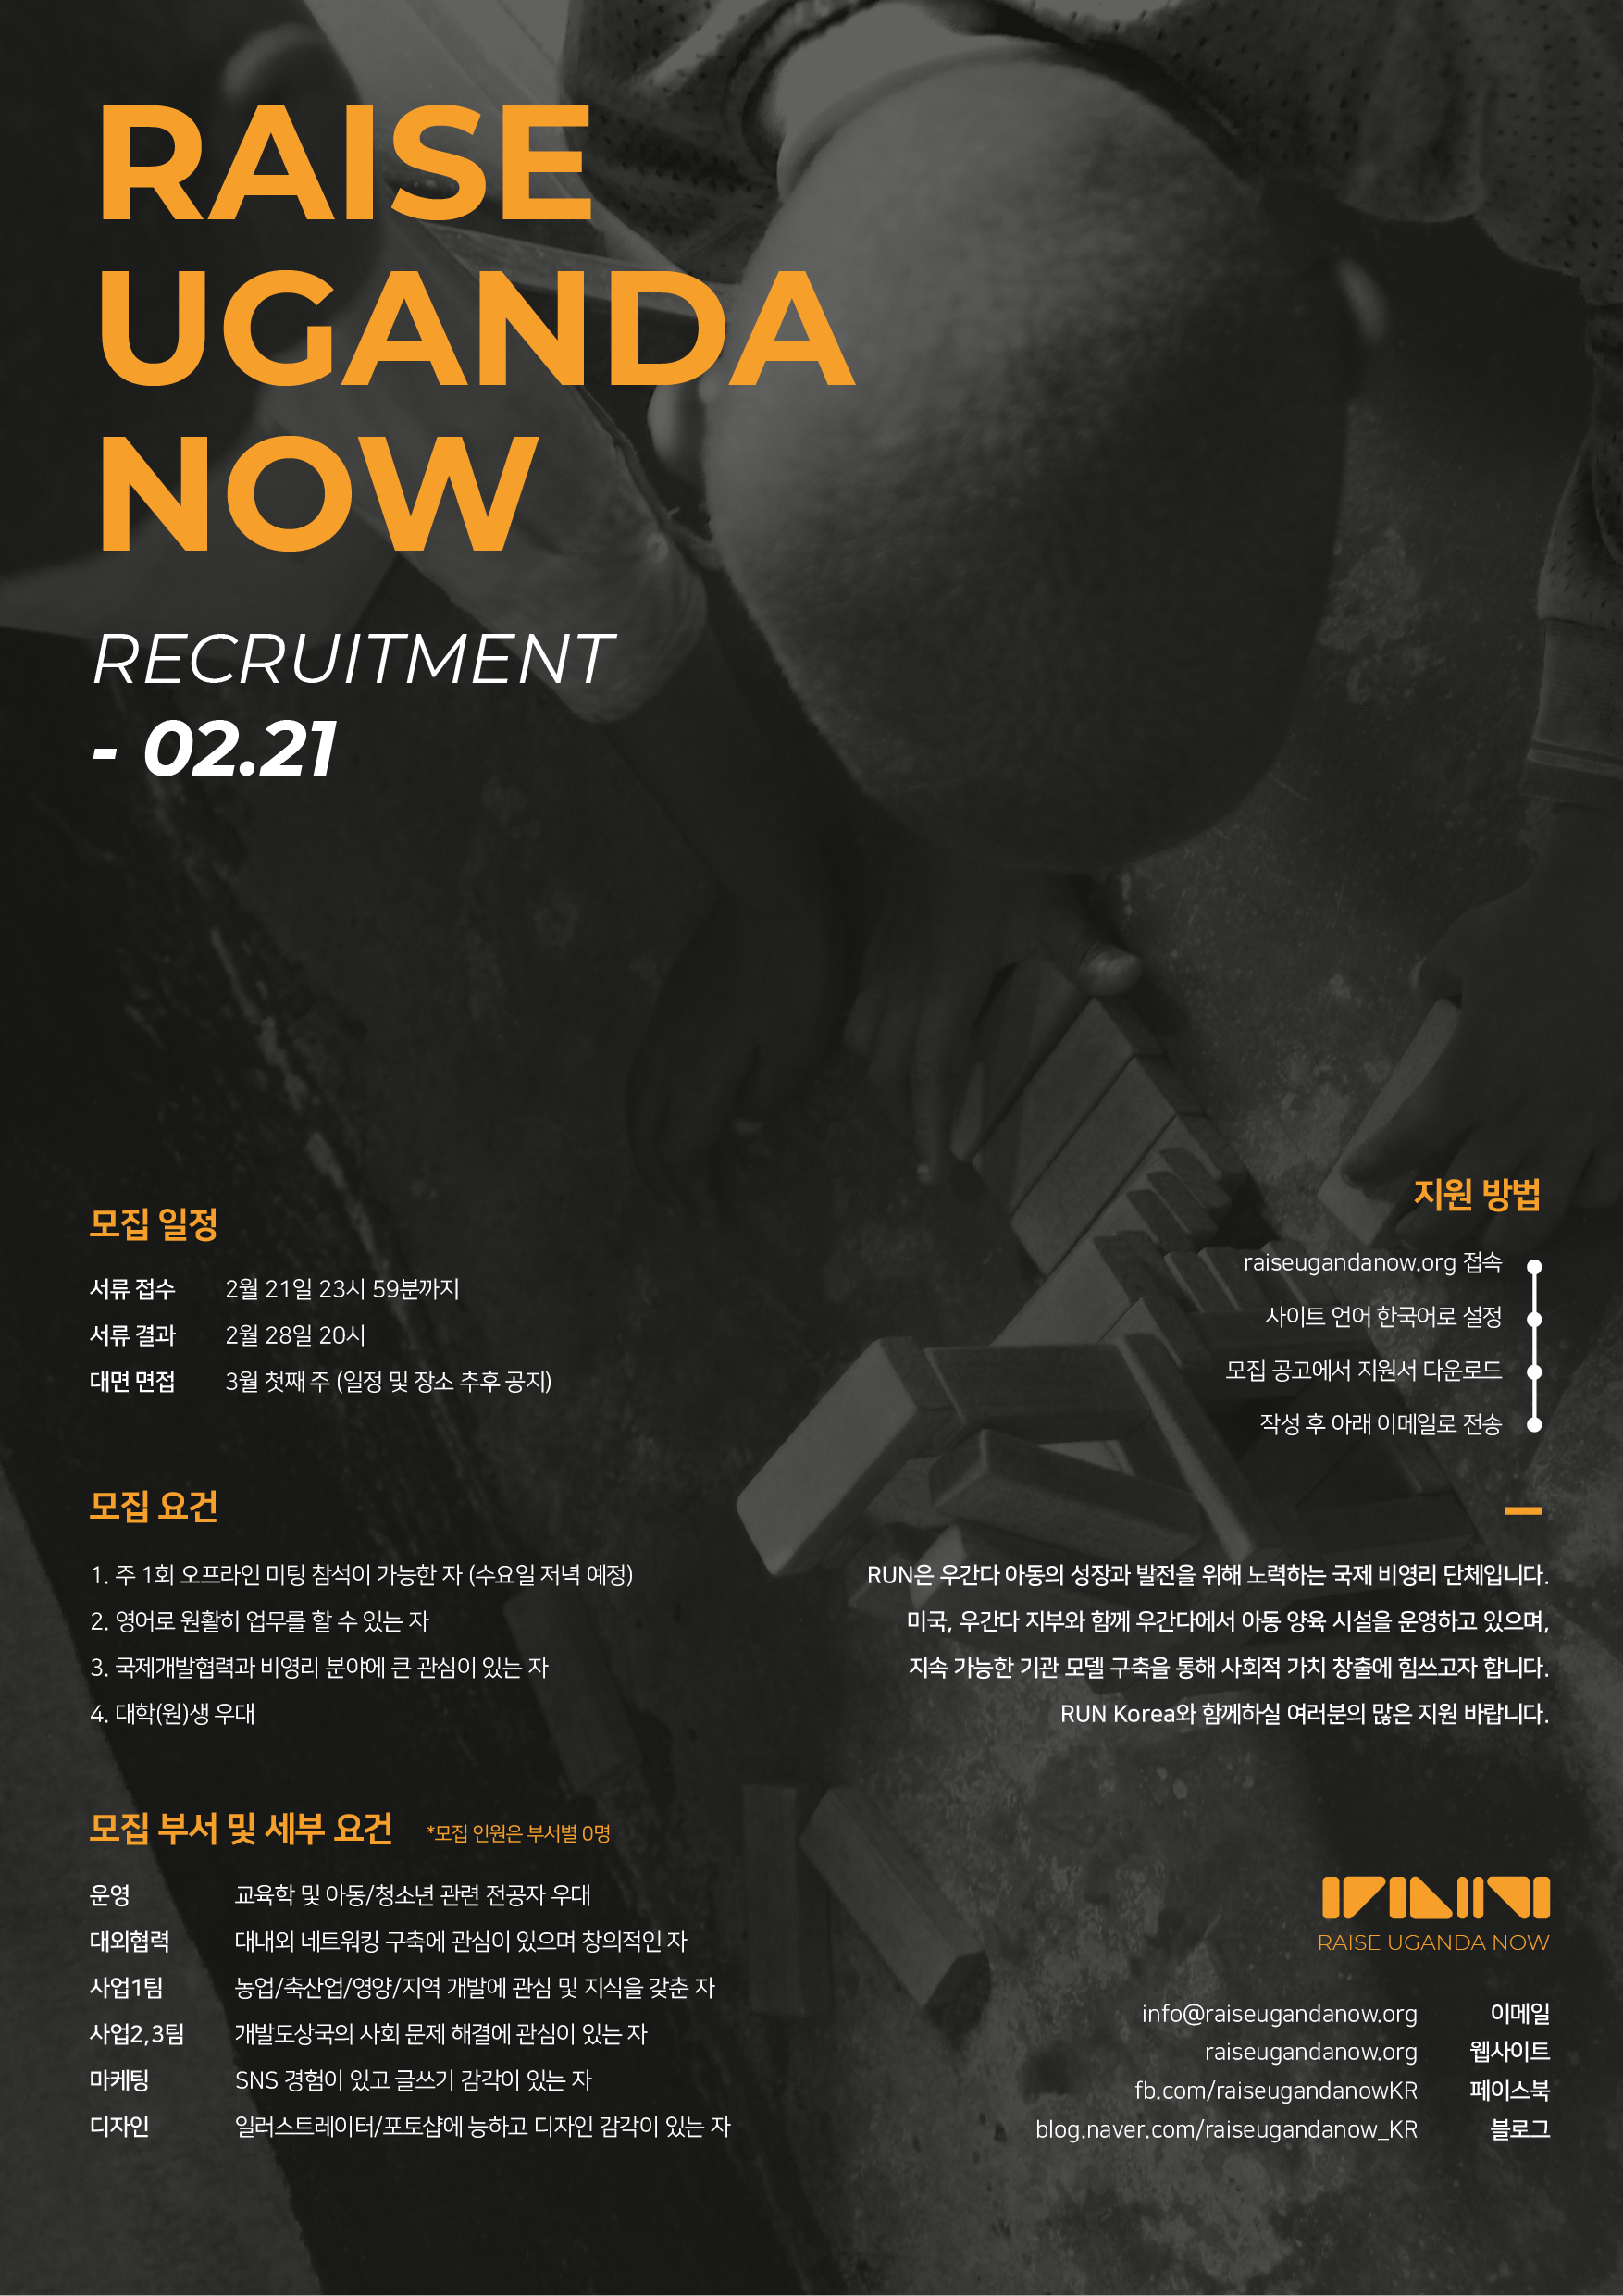 RAISE
UGANDA
NOW
RECRUITMENT
- 02.21
모집 일정
서류 접수 2월 21일 23시 59분까지
서류 결과 2월 28일 20시
대면 면접 3월 첫째 주 (일정 및 장소 추후 공지)
모집 요건
1. 주 1회 오프라인 미팅 참석이 가능한 자 (수요일 저녁 예정)
2. 영어로 원활히 업무를 할 수 있는 자
3. 국제개발협력과 비영리 분야에 큰 관심이 있는 자
4. 대학(원)생 우대
모집 부서 및 세부 요건 *모집 인원은 부서별 0명
운영 교육학 및 아동/청소년 관련 전공자 우대
대외협력 대내외 네트워킹 구축에 관심이 있으며 창의적인 자
사업1팀 농업/축산업/영양/지역 개발에 관심 및 지식을 갖춘 자
사업2,3팀 개발도상국의 사회 문제 해결에 관심이 있는 자
마케팅 SNS 경험이 있고 글쓰기 감각이 있는 자
디자인 일러스트레이터/포토샵에 능하고 디자인 감각이 있는 자
지원 방법
raiseugandanow.org 접속
사이트 언어 한국어로 설정
모집 공고에서 지원서 다운로드
작성 후 아래 이메일로 전송
RUN은 우간다 아동의 성장과 발전을 위해 노력하는 국제 비영리 단체입니다.
미국, 우간다 지부와 함께 우간다에서 아동 양육 시설을 운영하고 있으며,
지속 가능한 기관 모델 구축을 통해 사회적 가치 창출에 힘쓰고자 합니다.
RUN Korea와 함께하실 여러분의 많은 지원 바랍니다.
RAISE UGANDA NOW
info@raiseugandanow.org 이메일
raiseugandanow.org 웹사이트
fb.com/raiseugandanowKR 페이스북
blog.naver.com/raiseugandanow_KR 블로그